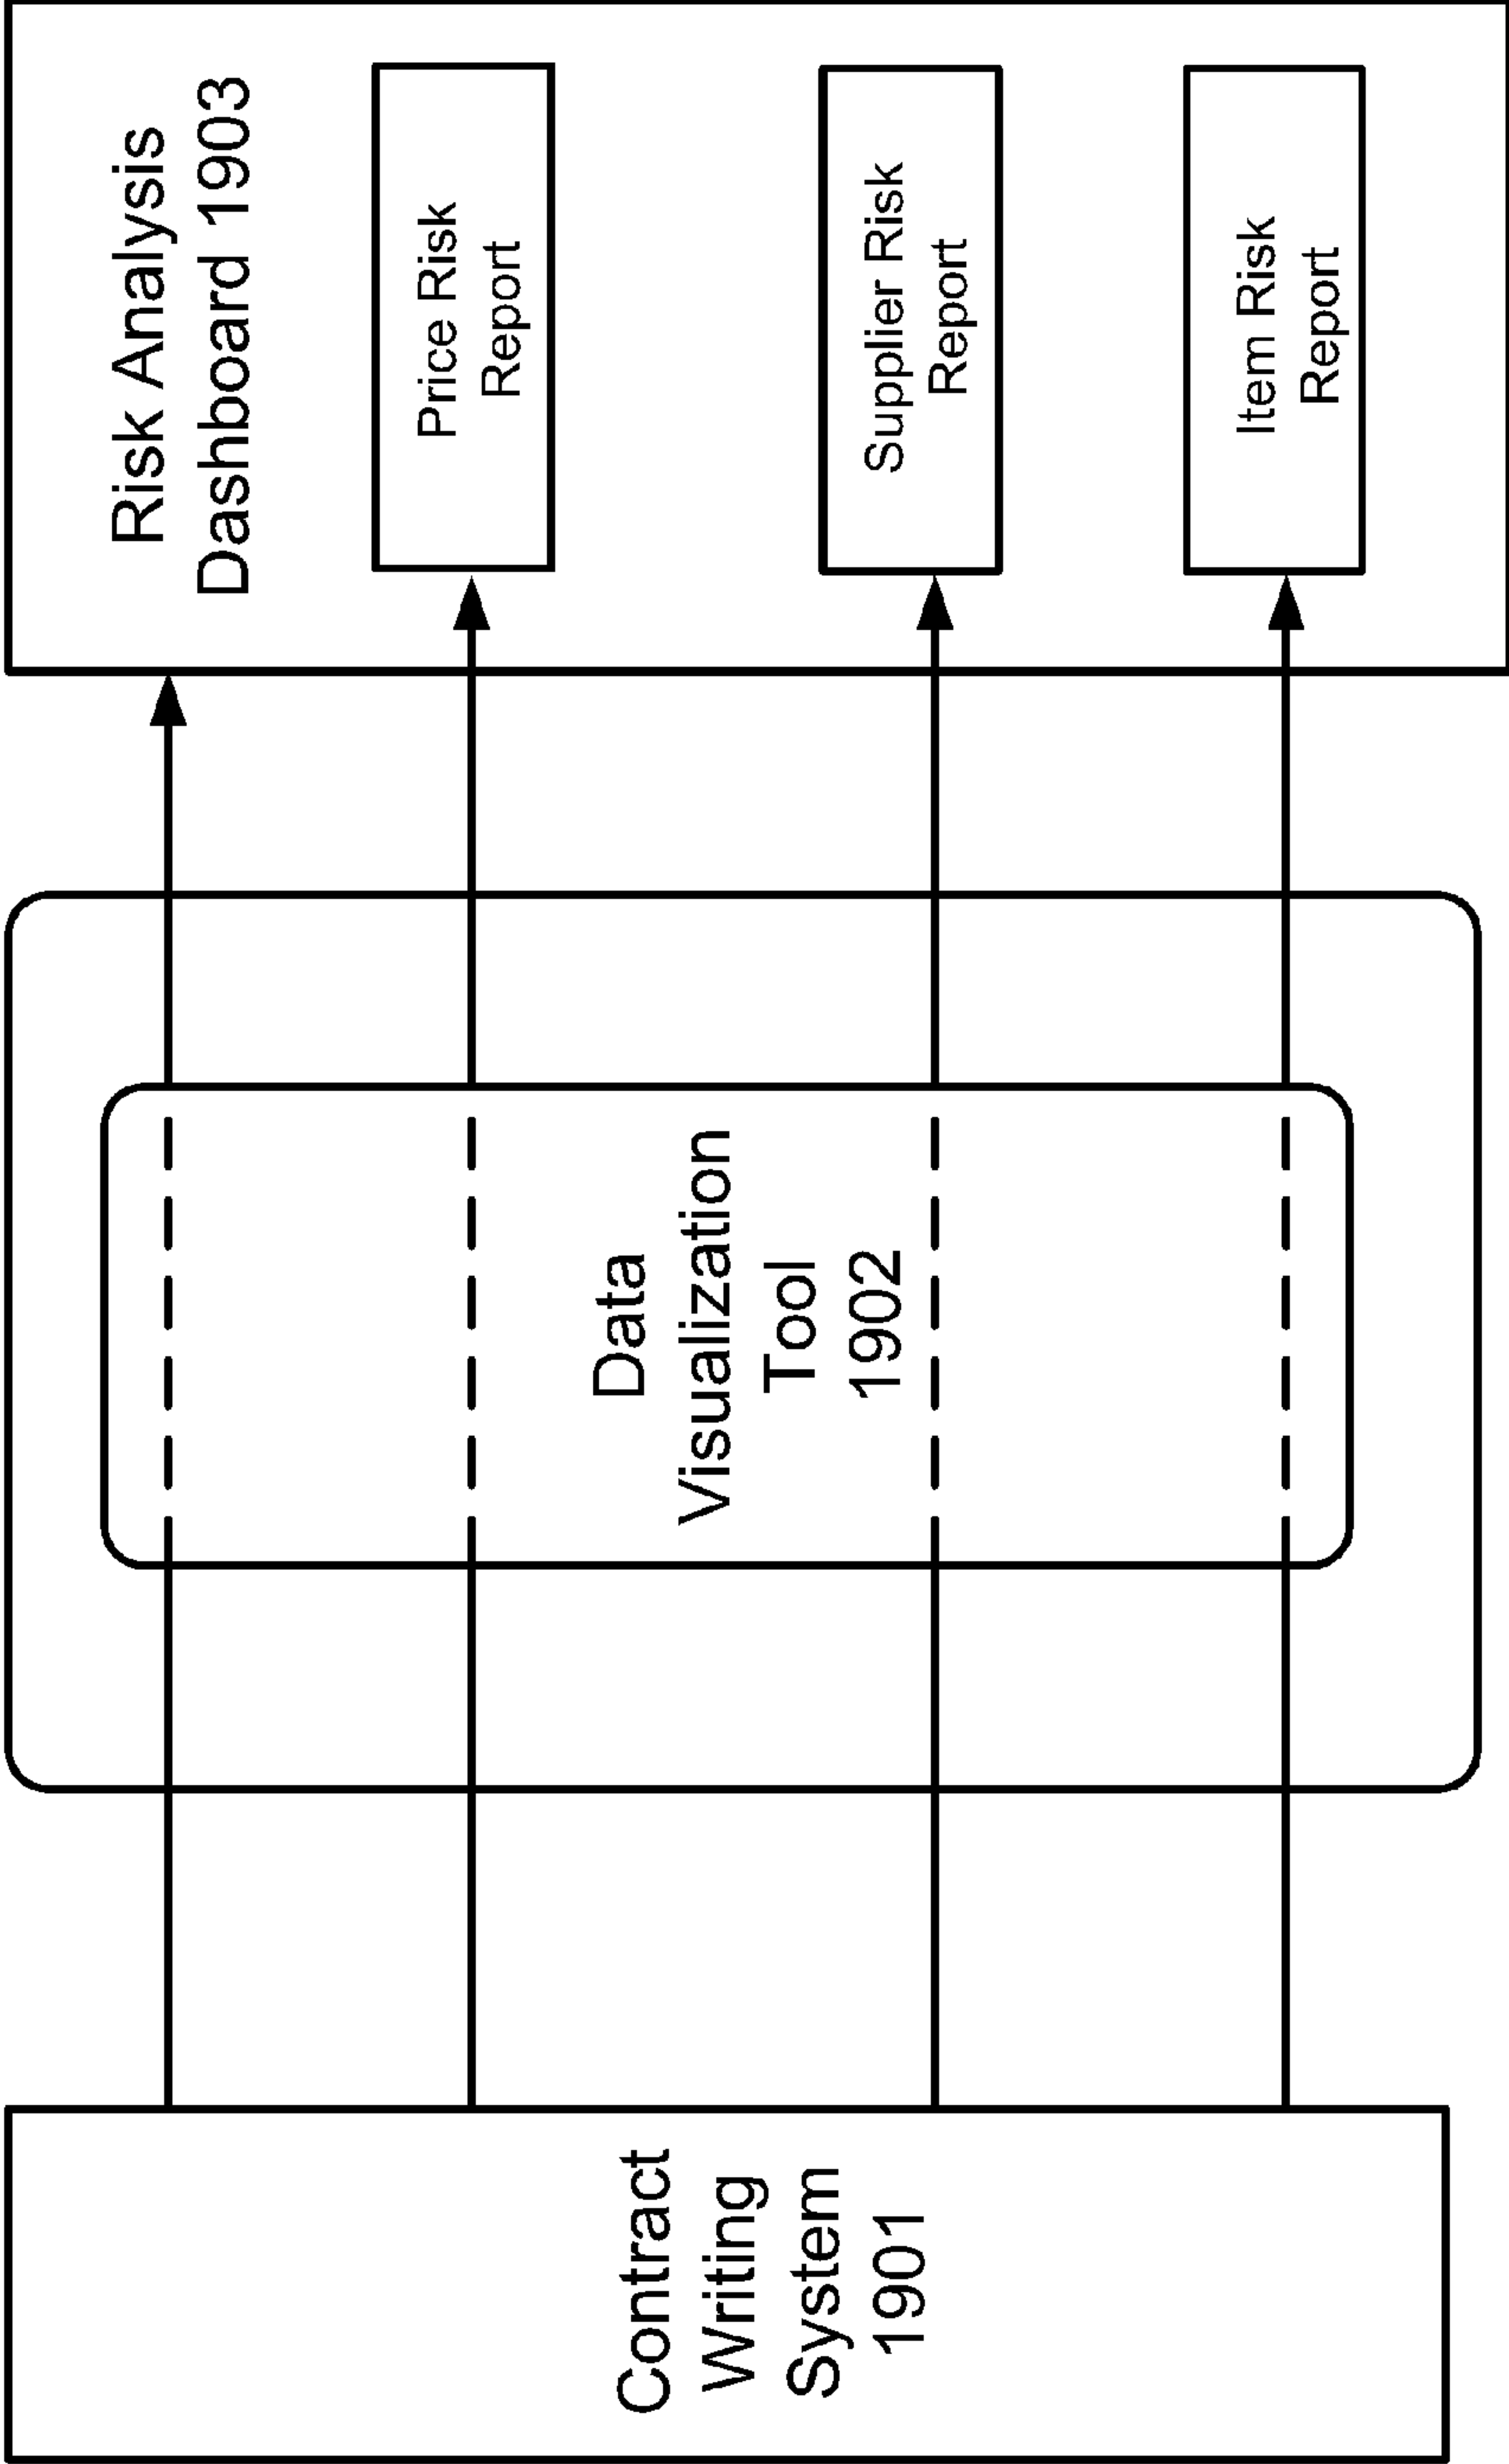 Contract
Writing
System
1901
Data
Visualization
Tool
1902
Risk Analysis
Dashboard 1903
Price Risk
Report
Supplier Risk
Report
Item Risk
Report